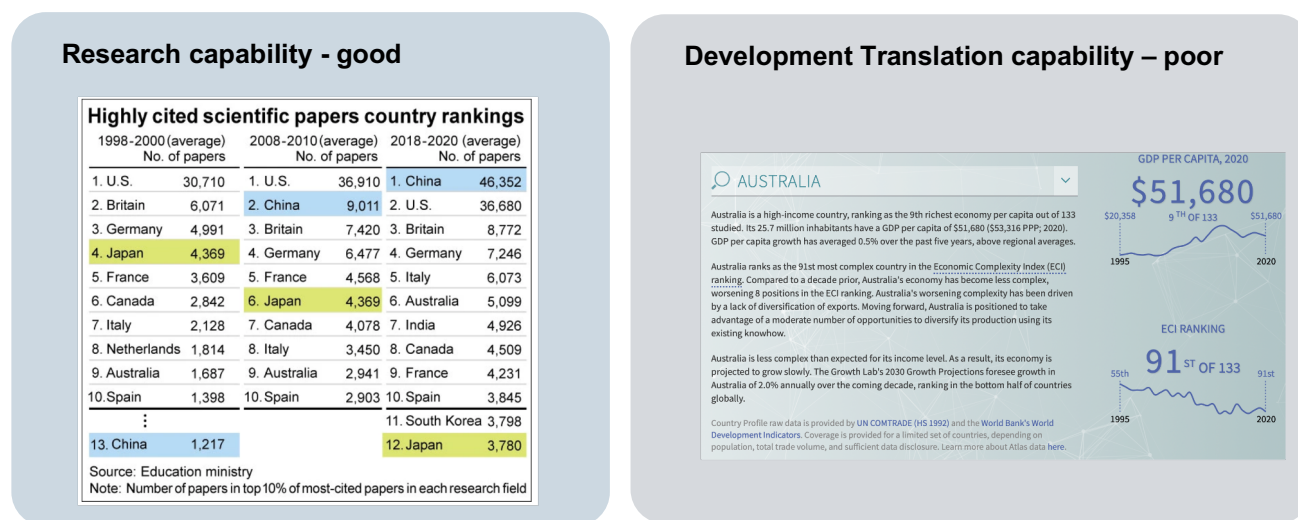 Research capability - good
Highly cited scientific papers country rankings
1998-2000 (average) 2008-2010 (average) 2018-2020 (average)
No. of papers No. of papers No. of papers
1. U.S. 30,710 1. U.S. 36,910 1. China 46,352
2. Britain 6,071 2. China 9,011 2. U.S. 36,680
3. Germany 4,991 3. Britain 7,420 3. Britain 8,772
4. Japan 4,369 4. Germany 6,477 4. Germany 7,246
5. France 3,609 5. France 4,568 5. Italy 6,073
6. Canada 2,842 6. Japan 4,369 6. Australia 5,099
7. Italy 2,128 7. Canada 4,078 7. India 4,926
8. Netherlands 1,814 8. Italy 3,450 8. Canada 4,509
9. Australia 1,687 9. Australia 2,941 9. France 4,231
10. Spain 1,398 10. Spain 2,903 10. Spain 3,845
⋮ 11. South Korea 3,798
13. China 1,217 12. Japan 3,780
Source: Education ministry
Note: Number of papers in top 10% of most-cited papers in each research field
Development Translation capability – poor
AUSTRALIA
Australia is a high-income country, ranking as the 9th richest economy per capita out of 133
studied. Its 25.7 million inhabitants have a GDP per capita of $51,680 ($53,316 PPP; 2020).
GDP per capita growth has averaged 0.5% over the past five years, above regional averages.
Australia ranks as the 91st most complex country in the Economic Complexity Index (ECI)
ranking. Compared to a decade prior, Australia's economy has become less complex,
worsening 8 positions in the ECI ranking. Australia's worsening complexity has been driven
by a lack of diversification of exports. Moving forward, Australia is positioned to take
advantage of a moderate number of opportunities to diversify its production using its
existing knowhow.
Australia is less complex than expected for its income level. As a result, its economy is
projected to grow slowly. The Growth Lab's 2030 Growth Projections foresee growth in
Australia of 2.0% annually over the coming decade, ranking in the bottom half of countries
globally.
Country Profile raw data is provided by UN COMTRADE (HS 1992) and the World Bank's World
Development Indicators. Coverage is provided for a limited set of countries, depending on
population, total trade volume, and sufficient data disclosure. Learn more about Atlas data here.
GDP PER CAPITA, 2020
$51,680
$20,358 9TH OF 133 $51,680
1995 2020
ECI RANKING
55th 91ST OF 133 91st
1995 2020